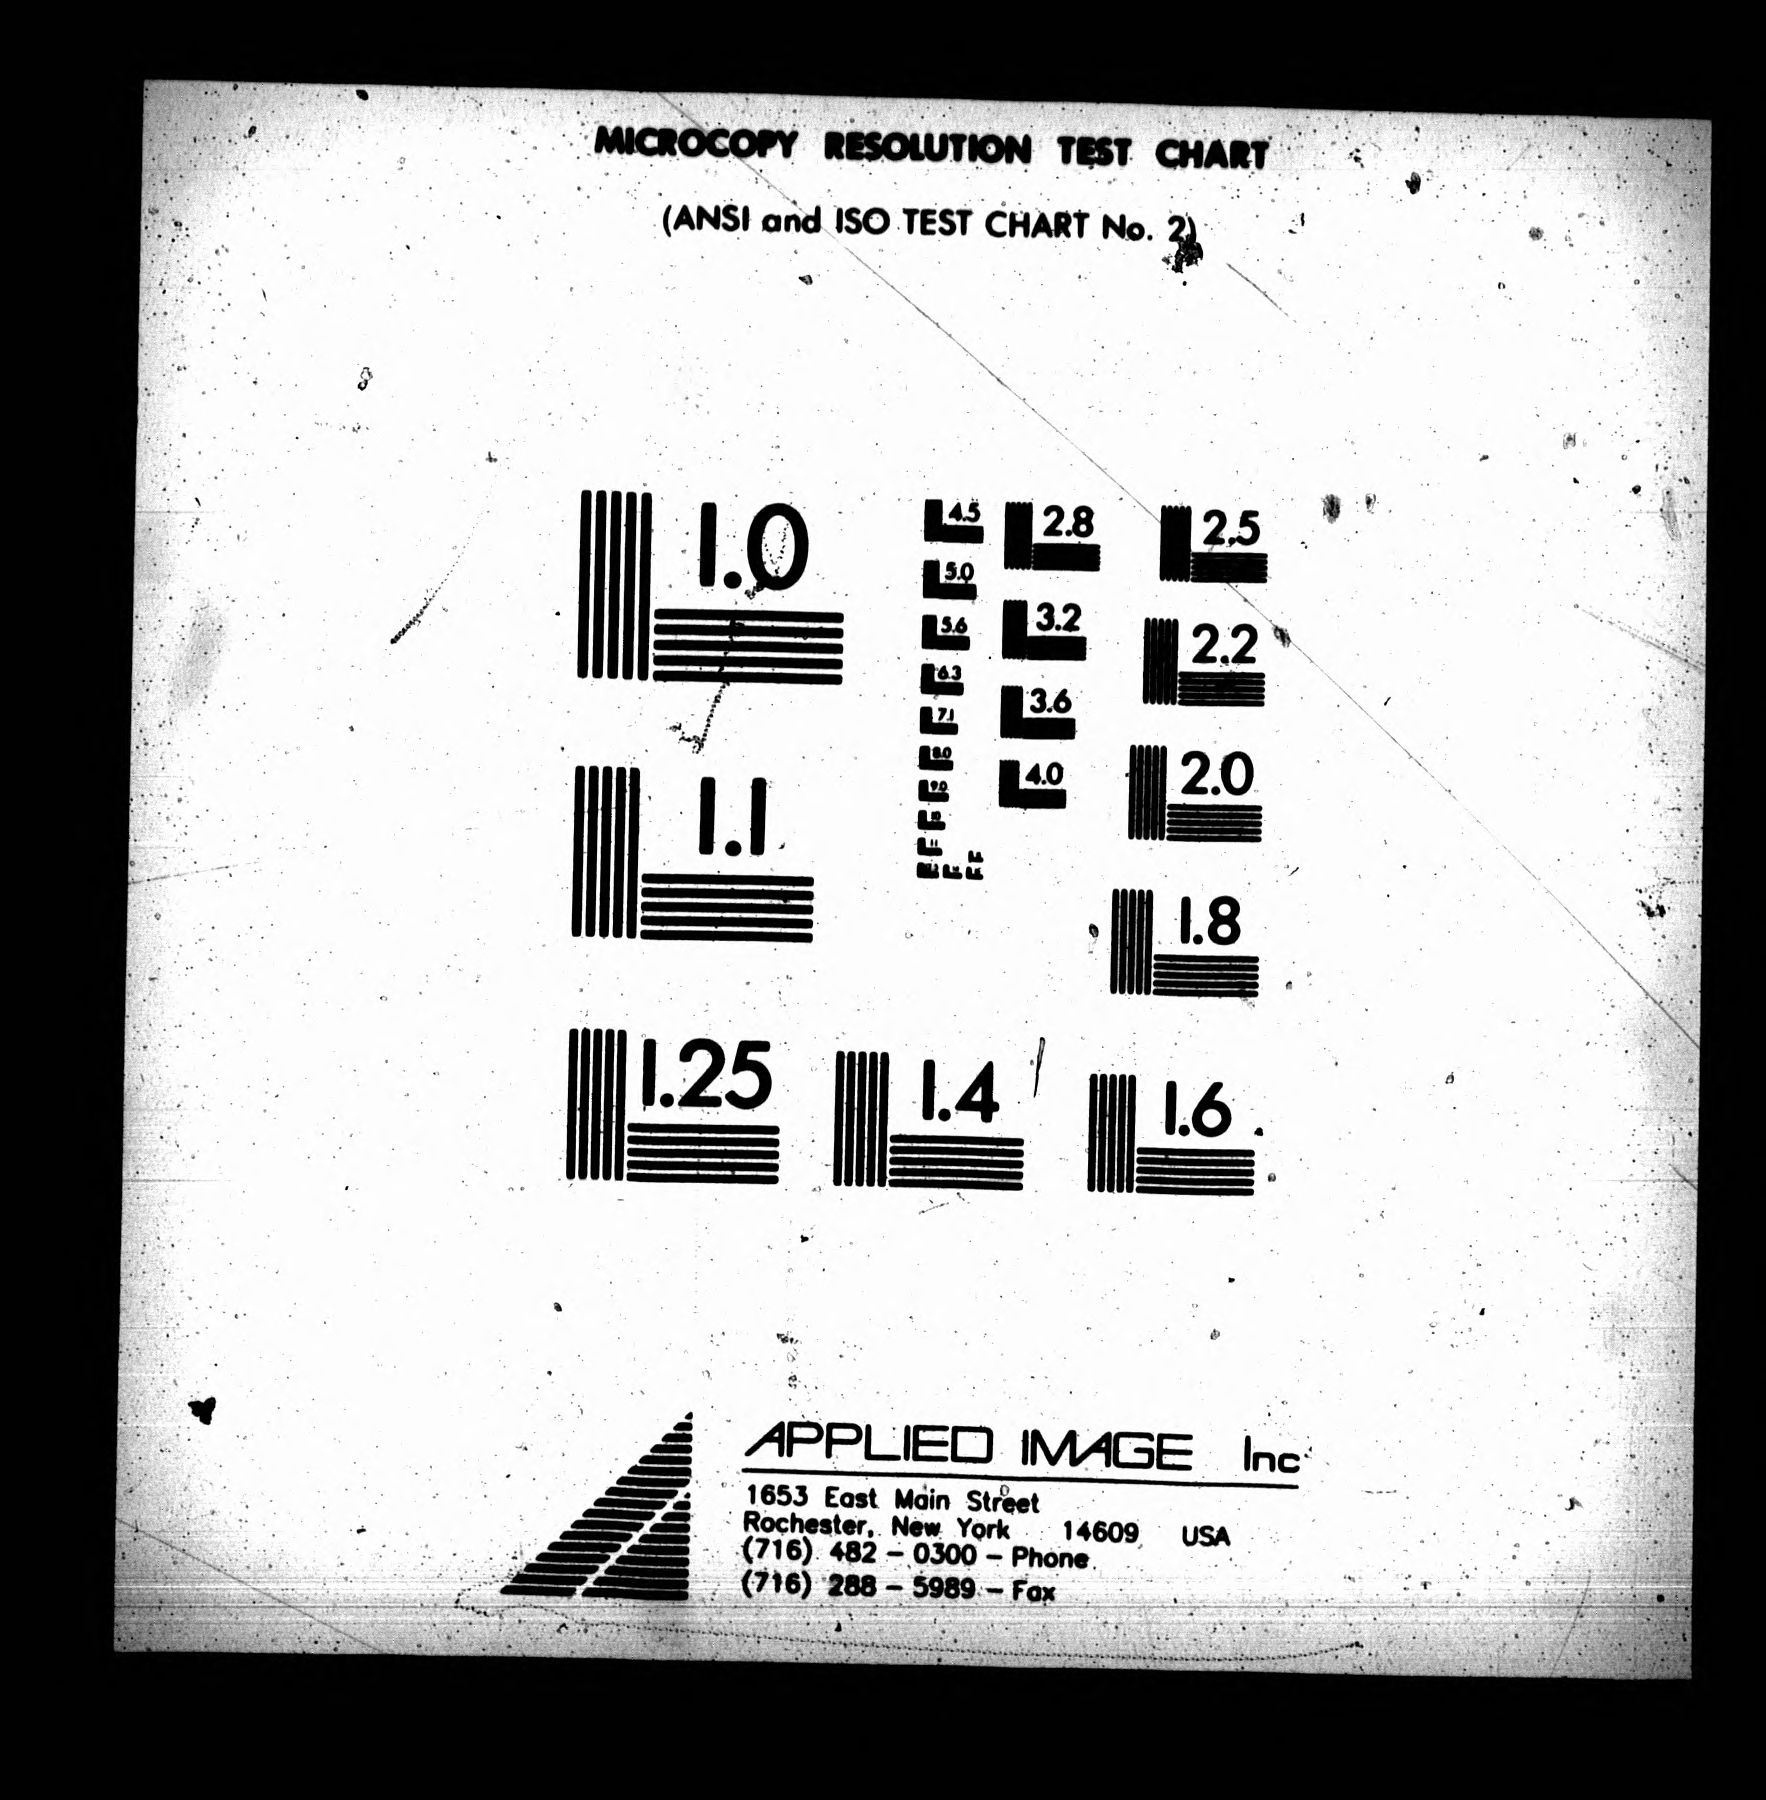 MICROCOPY RESOLUTION TEST CHART
(ANSI and ISO TEST CHART No. 2)
1.0
4.5
2.8
2.5
5.0
5.6
3.2
2.2
6.3
3.6
7.1
8.0
4.0
2.0
9.0
1.1
1.8
1.25
1.4
1.6
APPLIED IMAGE Inc
1653 East Main Street
Rochester, New York 14609 USA
(716) 482 - 0300 - Phone
(716) 288 - 5989 - Fax